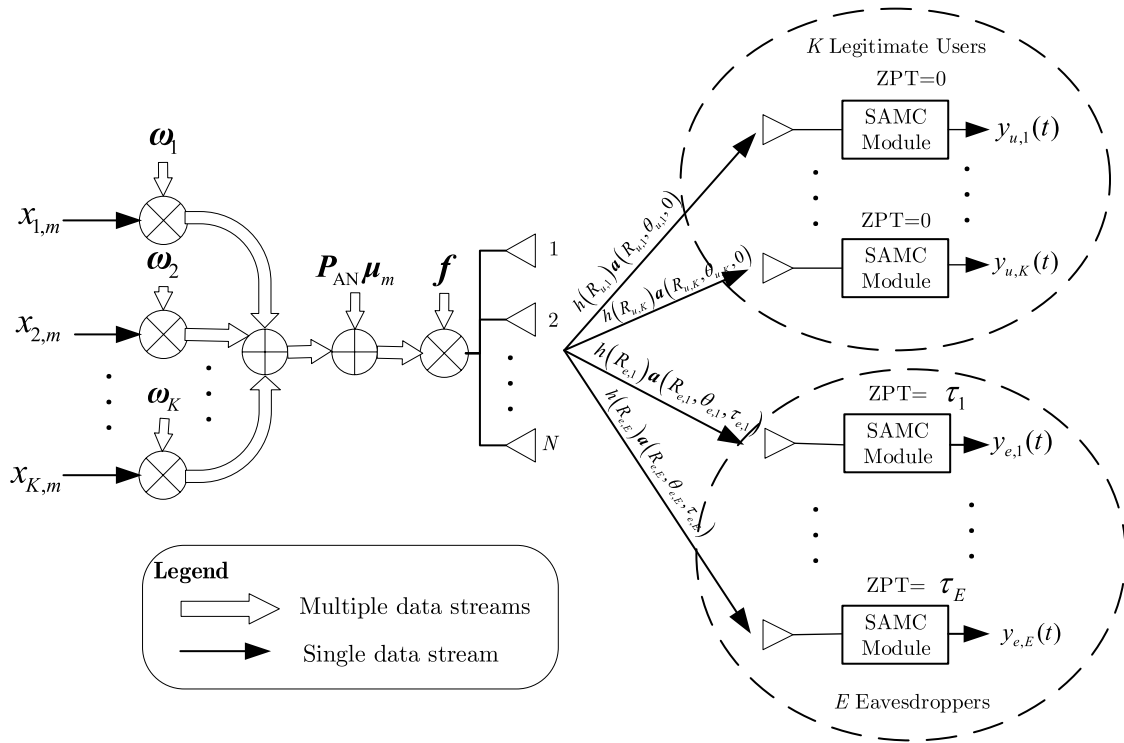 K Legitimate Users
ZPT=0
SAMC
Module
y_{u,1}(t)
ZPT=0
SAMC
Module
y_{u,K}(t)
ω_1
x_{1,m}
ω_2
x_{2,m}
ω_K
x_{K,m}
P_{AN} μ_m
f
1
2
N
h(R_{u,1})a(R_{u,1},θ_{u,1},0)
h(R_{u,K})a(R_{u,K},θ_{u,K},0)
h(R_{e,1})a(R_{e,1},θ_{e,1},τ_{e,1})
h(R_{e,E})a(R_{e,E},θ_{e,E},τ_{e,E})
ZPT= τ_1
SAMC
Module
y_{e,1}(t)
ZPT= τ_E
SAMC
Module
y_{e,E}(t)
E Eavesdroppers
Legend
Multiple data streams
Single data stream